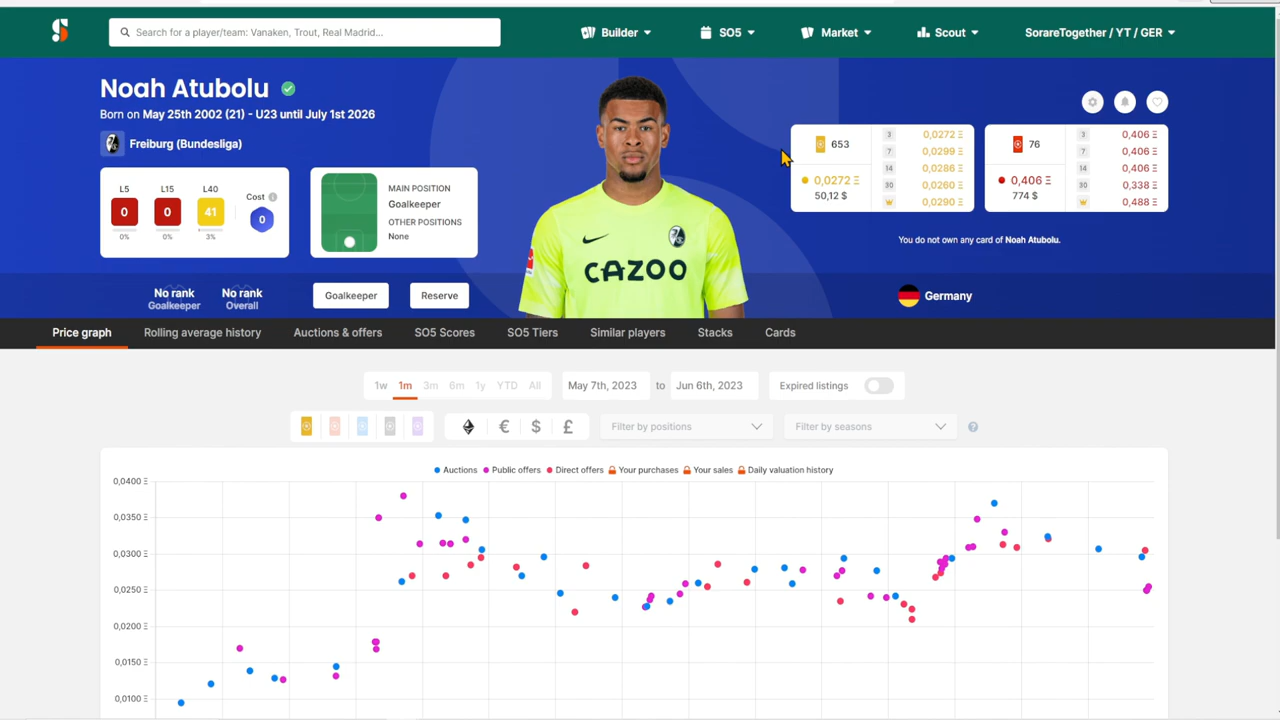 Search for a player/team: Vanaken, Trout, Real Madrid...
Builder
SO5
Market
Scout
SorareTogether / YT / GER
Noah Atubolu
Born on May 25th 2002 (21) - U23 until July 1st 2026
Freiburg (Bundesliga)
L5 L15 L40 Cost
0 0 41 0
0% 0% 3%
MAIN POSITION
Goalkeeper
OTHER POSITIONS
None
CAZOO
653
0,0272 Ξ
50,12 $
3 0,0272 Ξ
7 0,0299 Ξ
14 0,0286 Ξ
30 0,0260 Ξ
0,0290 Ξ
76
0,406 Ξ
774 $
3 0,406 Ξ
7 0,406 Ξ
14 0,406 Ξ
30 0,338 Ξ
0,488 Ξ
You do not own any card of Noah Atubolu.
No rank
Goalkeeper
No rank
Overall
Goalkeeper
Reserve
Germany
Price graph
Rolling average history
Auctions & offers
SO5 Scores
SO5 Tiers
Similar players
Stacks
Cards
1w 1m 3m 6m 1y YTD All
May 7th, 2023 to Jun 6th, 2023
Expired listings
€ $ £
Filter by positions
Filter by seasons
?
Auctions Public offers Direct offers Your purchases Your sales Daily valuation history
0,0400 Ξ
0,0350 Ξ
0,0300 Ξ
0,0250 Ξ
0,0200 Ξ
0,0150 Ξ
0,0100 Ξ